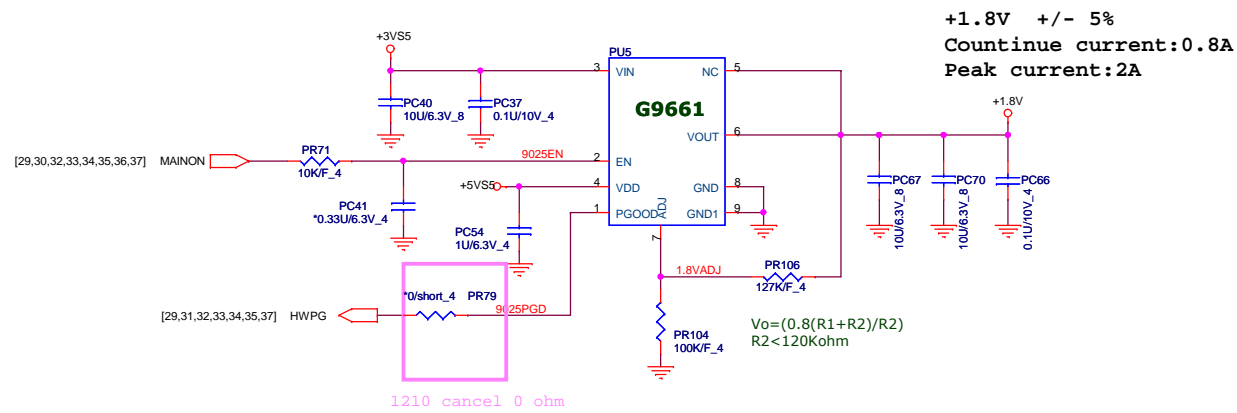 +1.8V +/- 5%
Countinue current:0.8A
Peak current:2A
+3VS5
PU5
3
VIN
NC
5
PC40
10U/6.3V_8
PC37
0.1U/10V_4
G9661
+1.8V
VOUT
6
[29,30,32,33,34,35,36,37]
MAINON
PR71
10K/F_4
9025EN
2
EN
+5VS5
4
VDD
GND
8
PC67
10U/6.3V_8
PC70
10U/6.3V_8
PC66
0.1U/10V_4
PC41
*0.33U/6.3V_4
1
PGOOD
ADJ
GND1
9
PC54
1U/6.3V_4
7
1.8VADJ
PR106
127K/F_4
*0/short_4
PR79
9025PGD
[29,31,32,33,34,35,37]
HWPG
PR104
100K/F_4
Vo=(0.8(R1+R2)/R2)
R2<120Kohm
1210 cancel 0 ohm